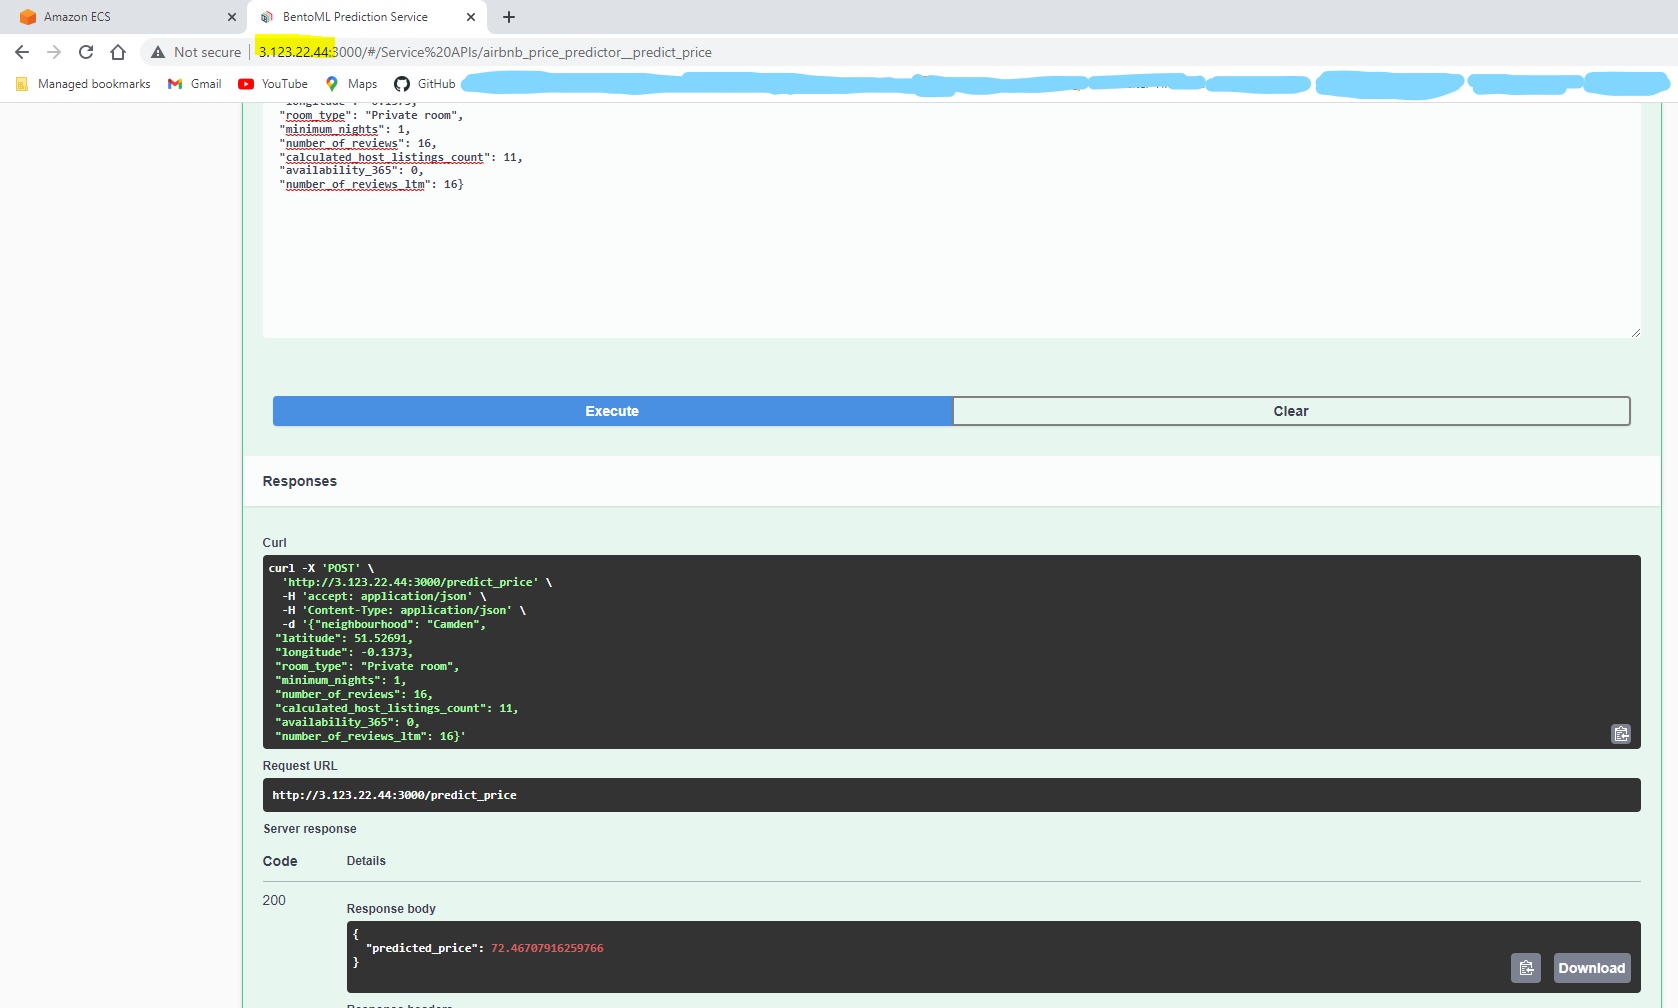 Amazon ECS
BentoML Prediction Service
Not secure
3.123.22.44:3000/#/Service%20APIs/airbnb_price_predictor__predict_price
Managed bookmarks
Gmail
YouTube
Maps
GitHub
"longitude": -0.1373,
"room_type": "Private room",
"minimum_nights": 1,
"number_of_reviews": 16,
"calculated_host_listings_count": 11,
"availability_365": 0,
"number_of_reviews_ltm": 16}
Execute
Clear
Responses
Curl
curl -X 'POST' \
'http://3.123.22.44:3000/predict_price' \
-H 'accept: application/json' \
-H 'Content-Type: application/json' \
-d '{"neighbourhood": "Camden",
"latitude": 51.52691,
"longitude": -0.1373,
"room_type": "Private room",
"minimum_nights": 1,
"number_of_reviews": 16,
"calculated_host_listings_count": 11,
"availability_365": 0,
"number_of_reviews_ltm": 16}'
Request URL
http://3.123.22.44:3000/predict_price
Server response
Code
Details
200
Response body
{
"predicted_price": 72.46707916259766
}
Download
Response headers